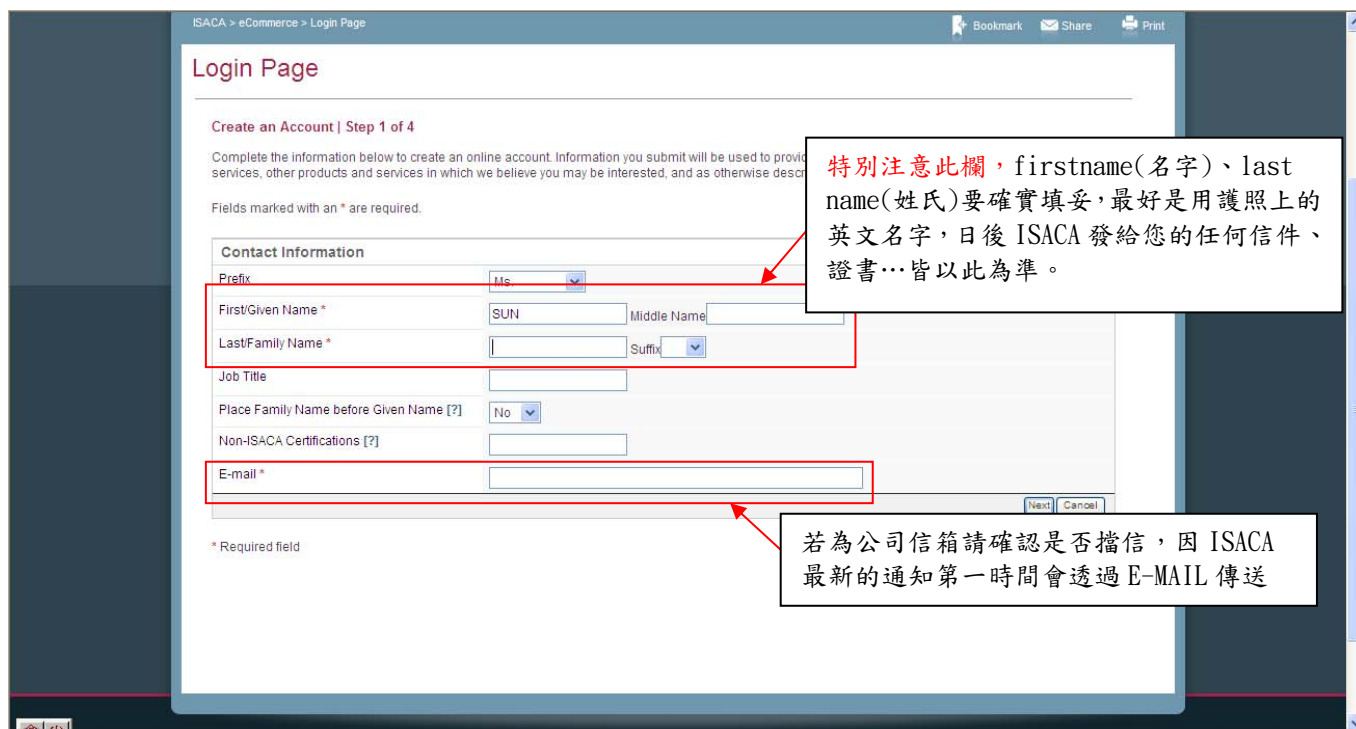 ISACA > eCommerce > Login Page
Bookmark Share Print
Login Page
Create an Account | Step 1 of 4
Complete the information below to create an online account. Information you submit will be used to
services, other products and services in which we believe you may be interested, and as otherwise
Fields marked with an * are required.
特別注意此欄，firstname(名字)、last
name(姓氏)要確實填妥，最好是用護照上的
英文名字，日後 ISACA 發給您的任何信件、
證書…皆以此為準。
Contact Information
Prefix Ms.
First/Given Name * SUN Middle Name
Last/Family Name * Suffix
Job Title
Place Family Name before Given Name [?] No
Non-ISACA Certifications [?]
E-mail *
Next Cancel
* Required field
若為公司信箱請確認是否擋信，因 ISACA
最新的通知第一時間會透過 E-MAIL 傳送